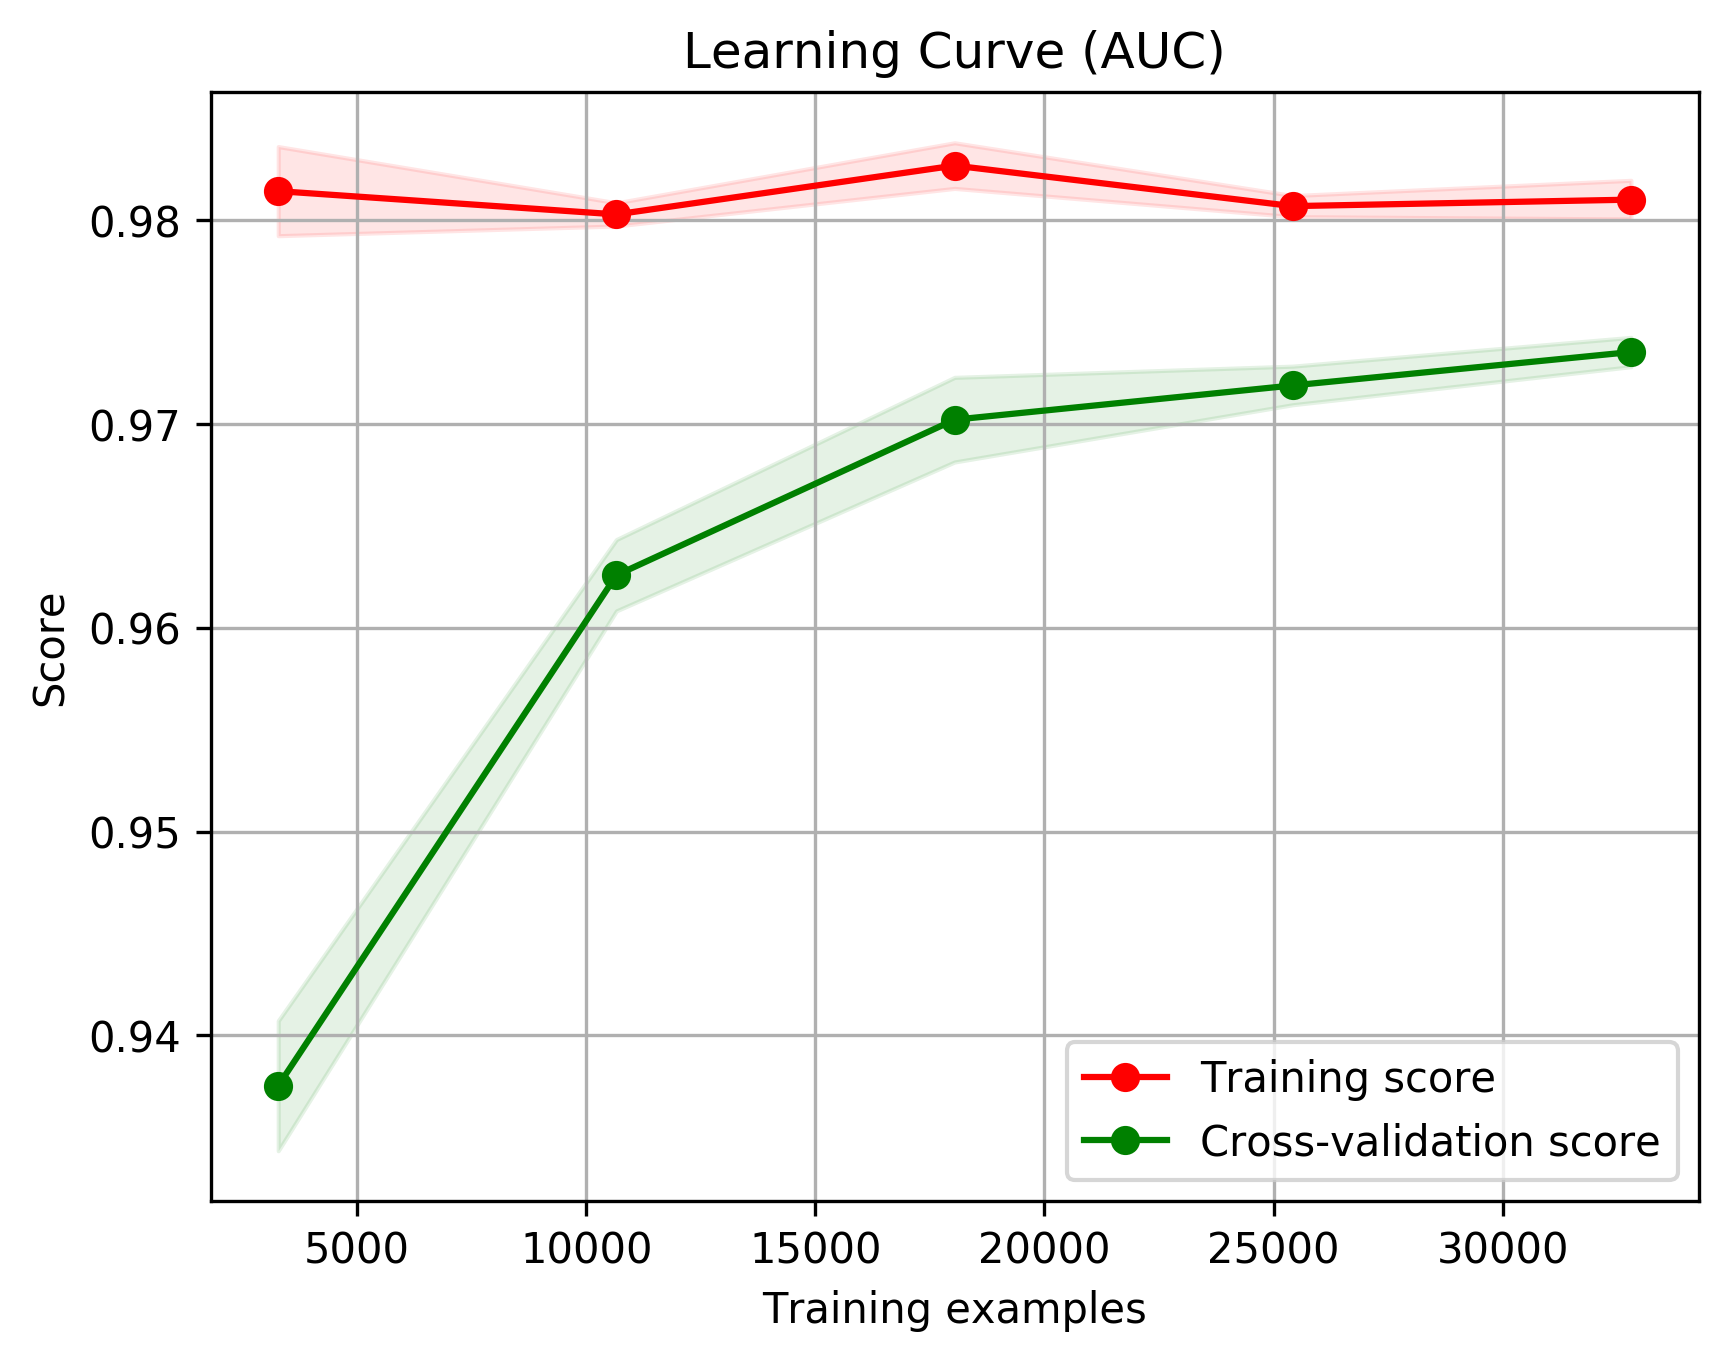 Learning Curve (AUC)
0.98
0.97
0.96
0.95
0.94
Score
Training score
Cross-validation score
5000 10000 15000 20000 25000 30000
Training examples